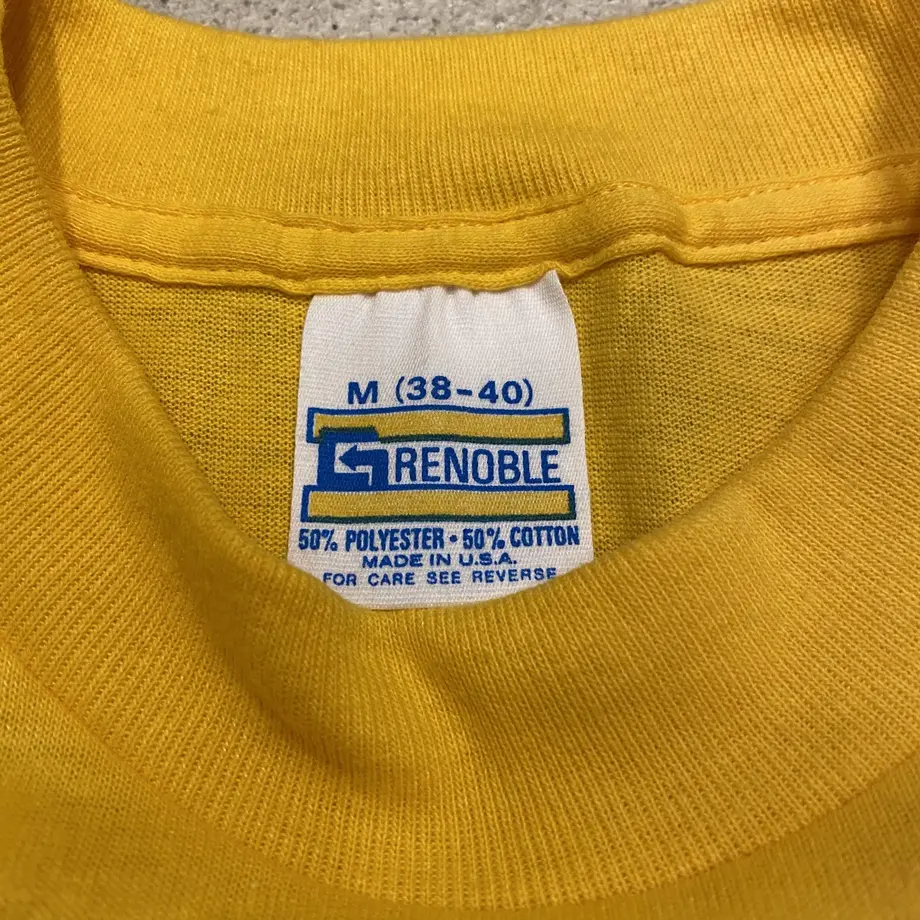 M (38-40)
GRENOBLE
50% POLYESTER • 50% COTTON
MADE IN U.S.A.
FOR CARE SEE REVERSE